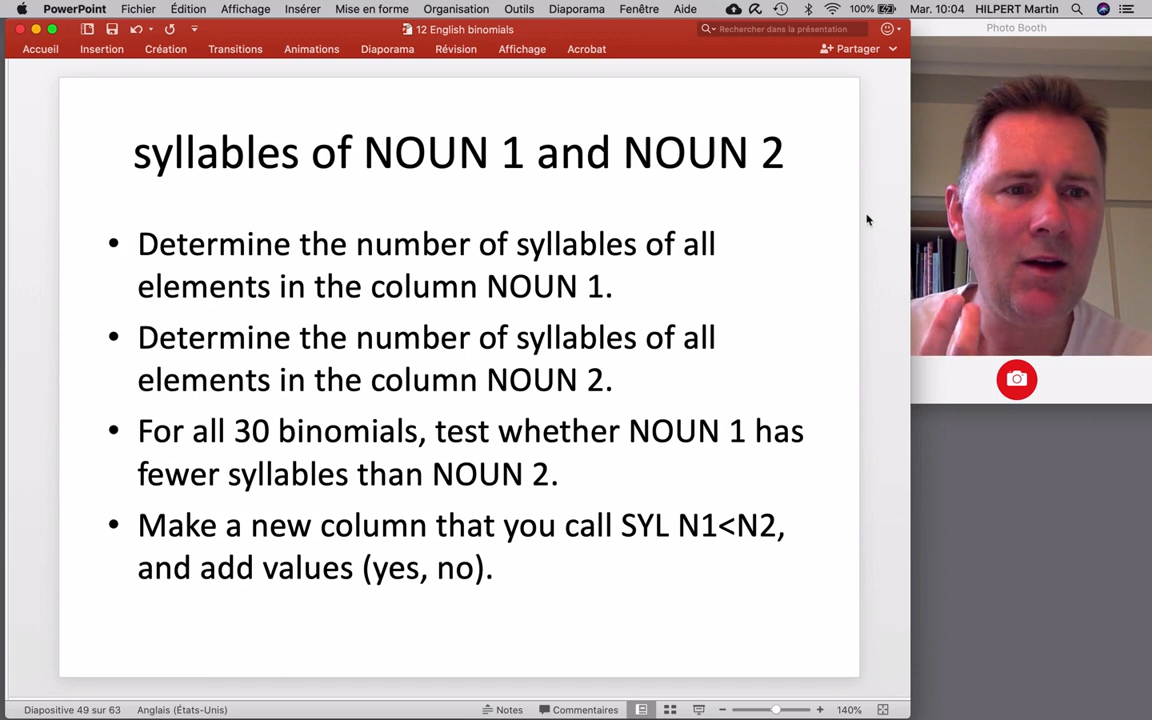 PowerPoint Fichier Édition Affichage Insérer Mise en forme Organisation Outils Diaporama Fenêtre Aide 100% Mar. 10:04 HILPERT Martin
12 English binomials
Rechercher dans la présentation
Photo Booth
Accueil Insertion Création Transitions Animations Diaporama Révision Affichage Acrobat Partager
syllables of NOUN 1 and NOUN 2
• Determine the number of syllables of all
elements in the column NOUN 1.
• Determine the number of syllables of all
elements in the column NOUN 2.
• For all 30 binomials, test whether NOUN 1 has
fewer syllables than NOUN 2.
• Make a new column that you call SYL N1<N2,
and add values (yes, no).
Diapositive 49 sur 63 Anglais (États-Unis) Notes Commentaires 140%